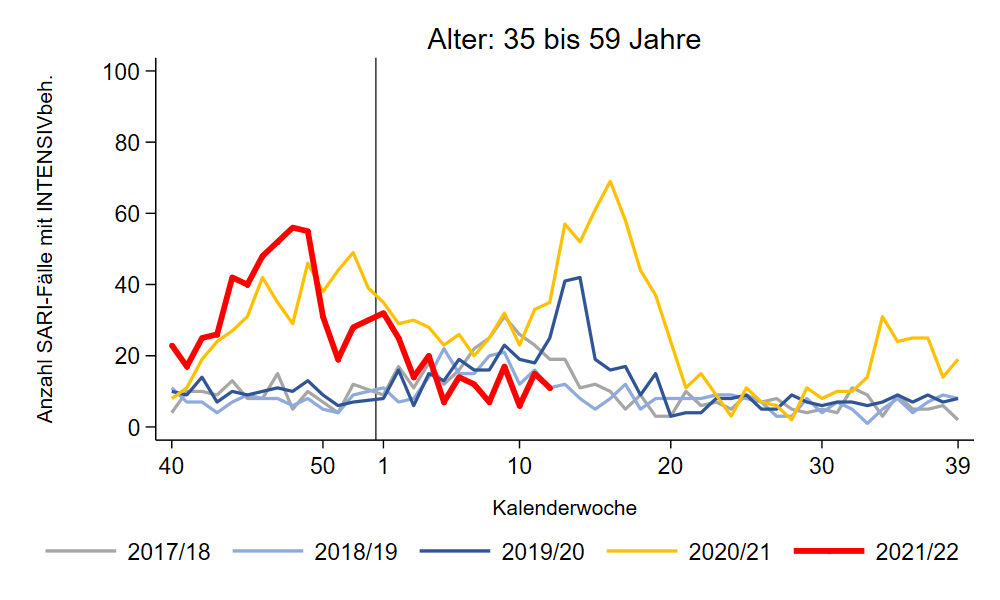 Alter: 35 bis 59 Jahre
Anzahl SARI-Fälle mit INTENSIVbeh.
100
80
60
40
20
0
40 50 1 10 20 30 39
Kalenderwoche
2017/18 2018/19 2019/20 2020/21 2021/22